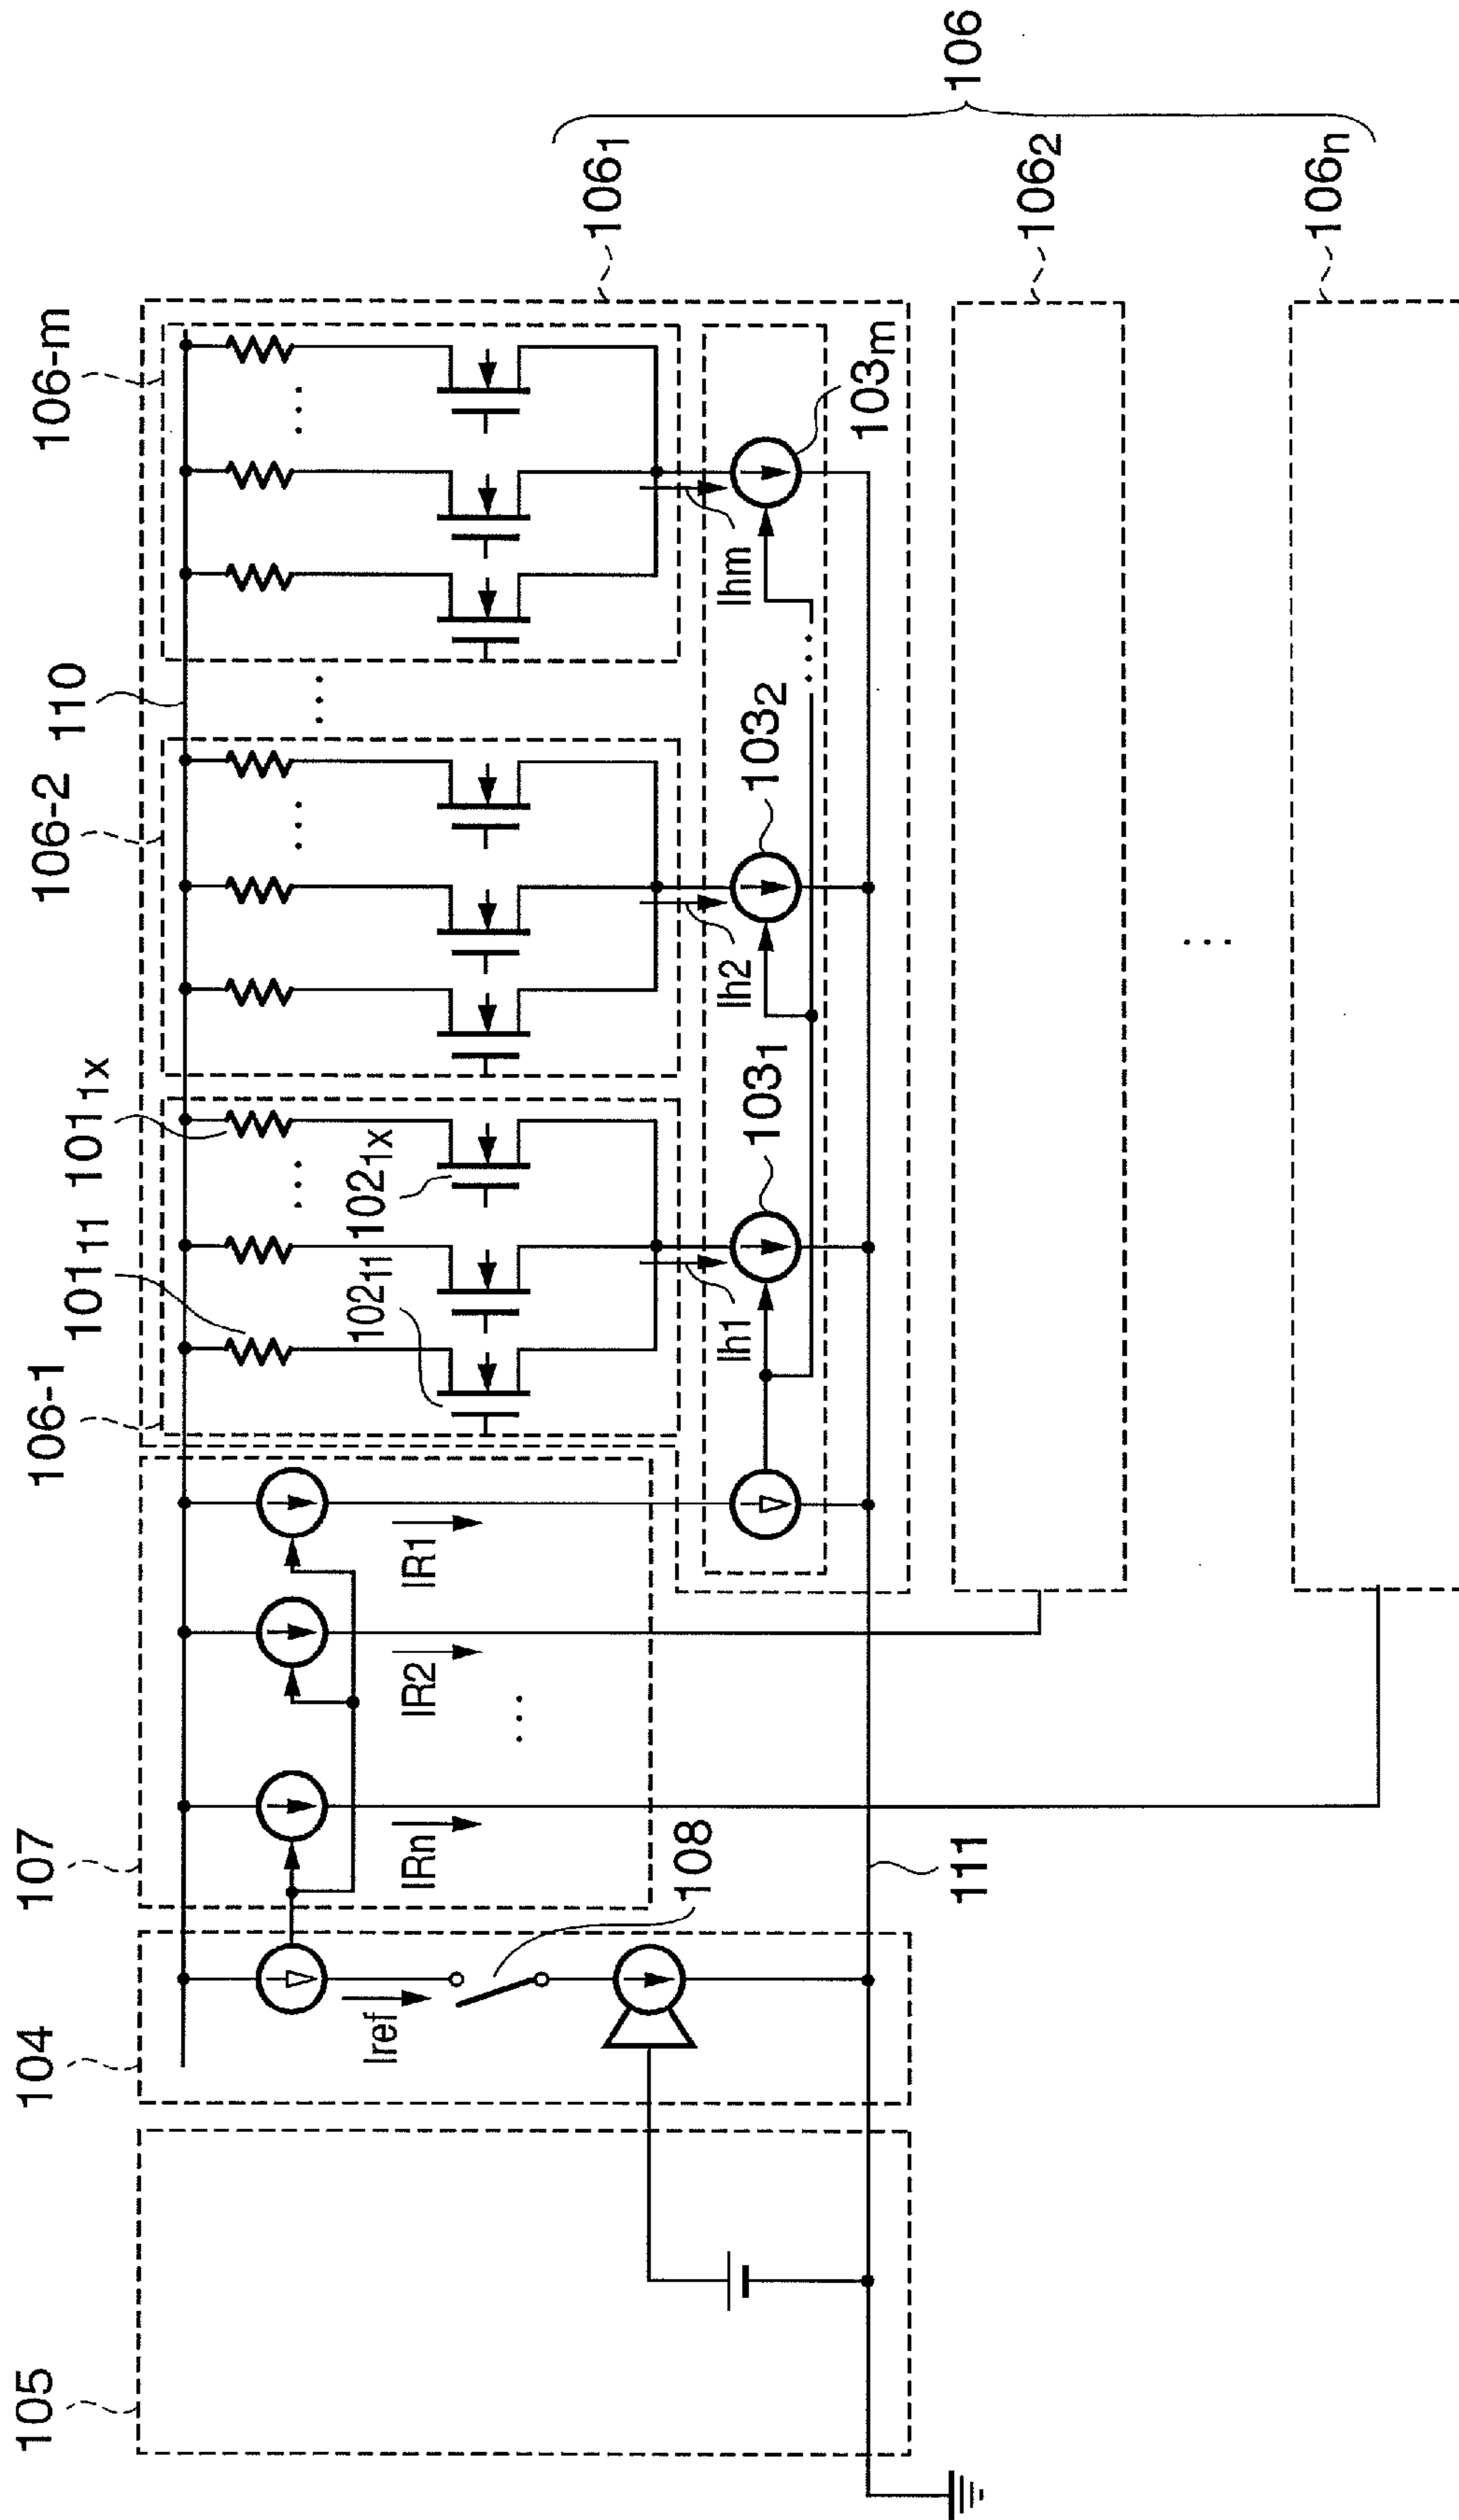 105
104
107
106-1
101₁₁
101₁ₓ
106-2
110
106-m
Iref
IRn
IR2
IR1
102₁₁
102₁ₓ
108
Ih1
Ih2
Ihm
103₁
103₂
103ₘ
111
106₁
106₂
106ₙ
106